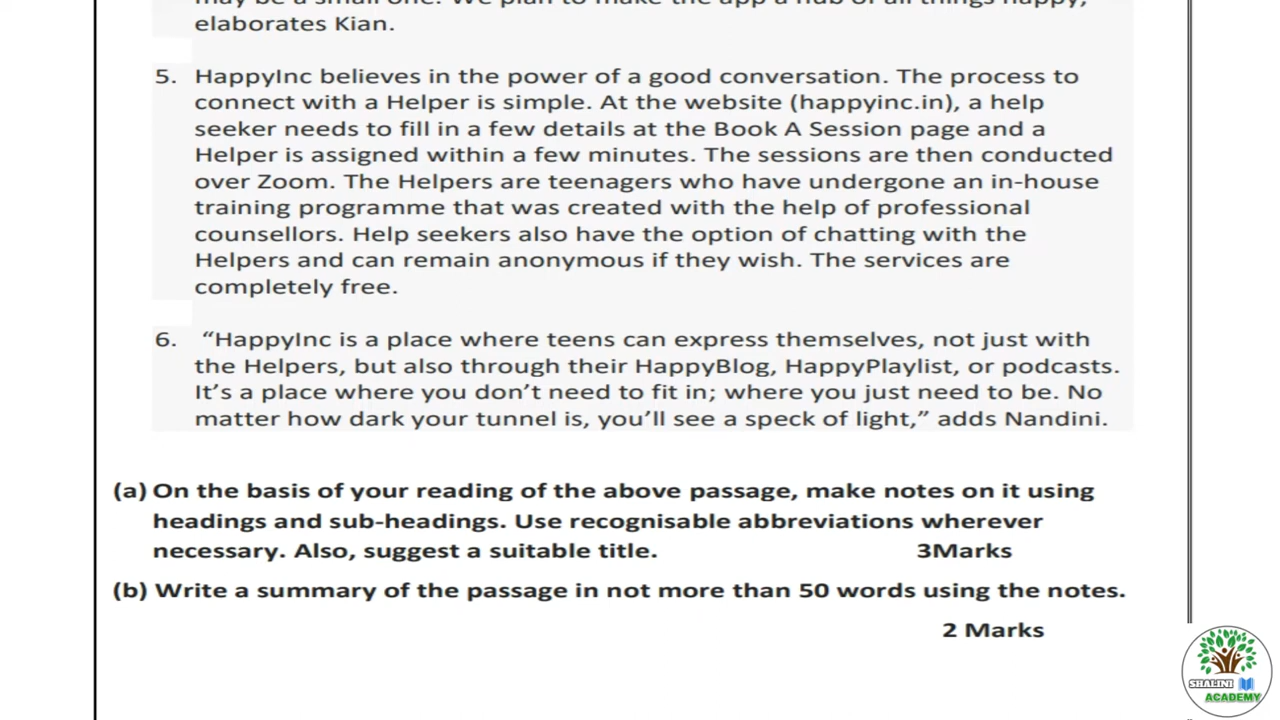 may be a small one. We plan to make the app a hub of all things happy,"
elaborates Kian.
5. HappyInc believes in the power of a good conversation. The process to
connect with a Helper is simple. At the website (happyinc.in), a help
seeker needs to fill in a few details at the Book A Session page and a
Helper is assigned within a few minutes. The sessions are then conducted
over Zoom. The Helpers are teenagers who have undergone an in-house
training programme that was created with the help of professional
counsellors. Help seekers also have the option of chatting with the
Helpers and can remain anonymous if they wish. The services are
completely free.
6. “HappyInc is a place where teens can express themselves, not just with
the Helpers, but also through their HappyBlog, HappyPlaylist, or podcasts.
It’s a place where you don’t need to fit in; where you just need to be. No
matter how dark your tunnel is, you’ll see a speck of light,” adds Nandini.
(a) On the basis of your reading of the above passage, make notes on it using
headings and sub-headings. Use recognisable abbreviations wherever
necessary. Also, suggest a suitable title. 3Marks
(b) Write a summary of the passage in not more than 50 words using the notes.
2 Marks
SHALINI
ACADEMY